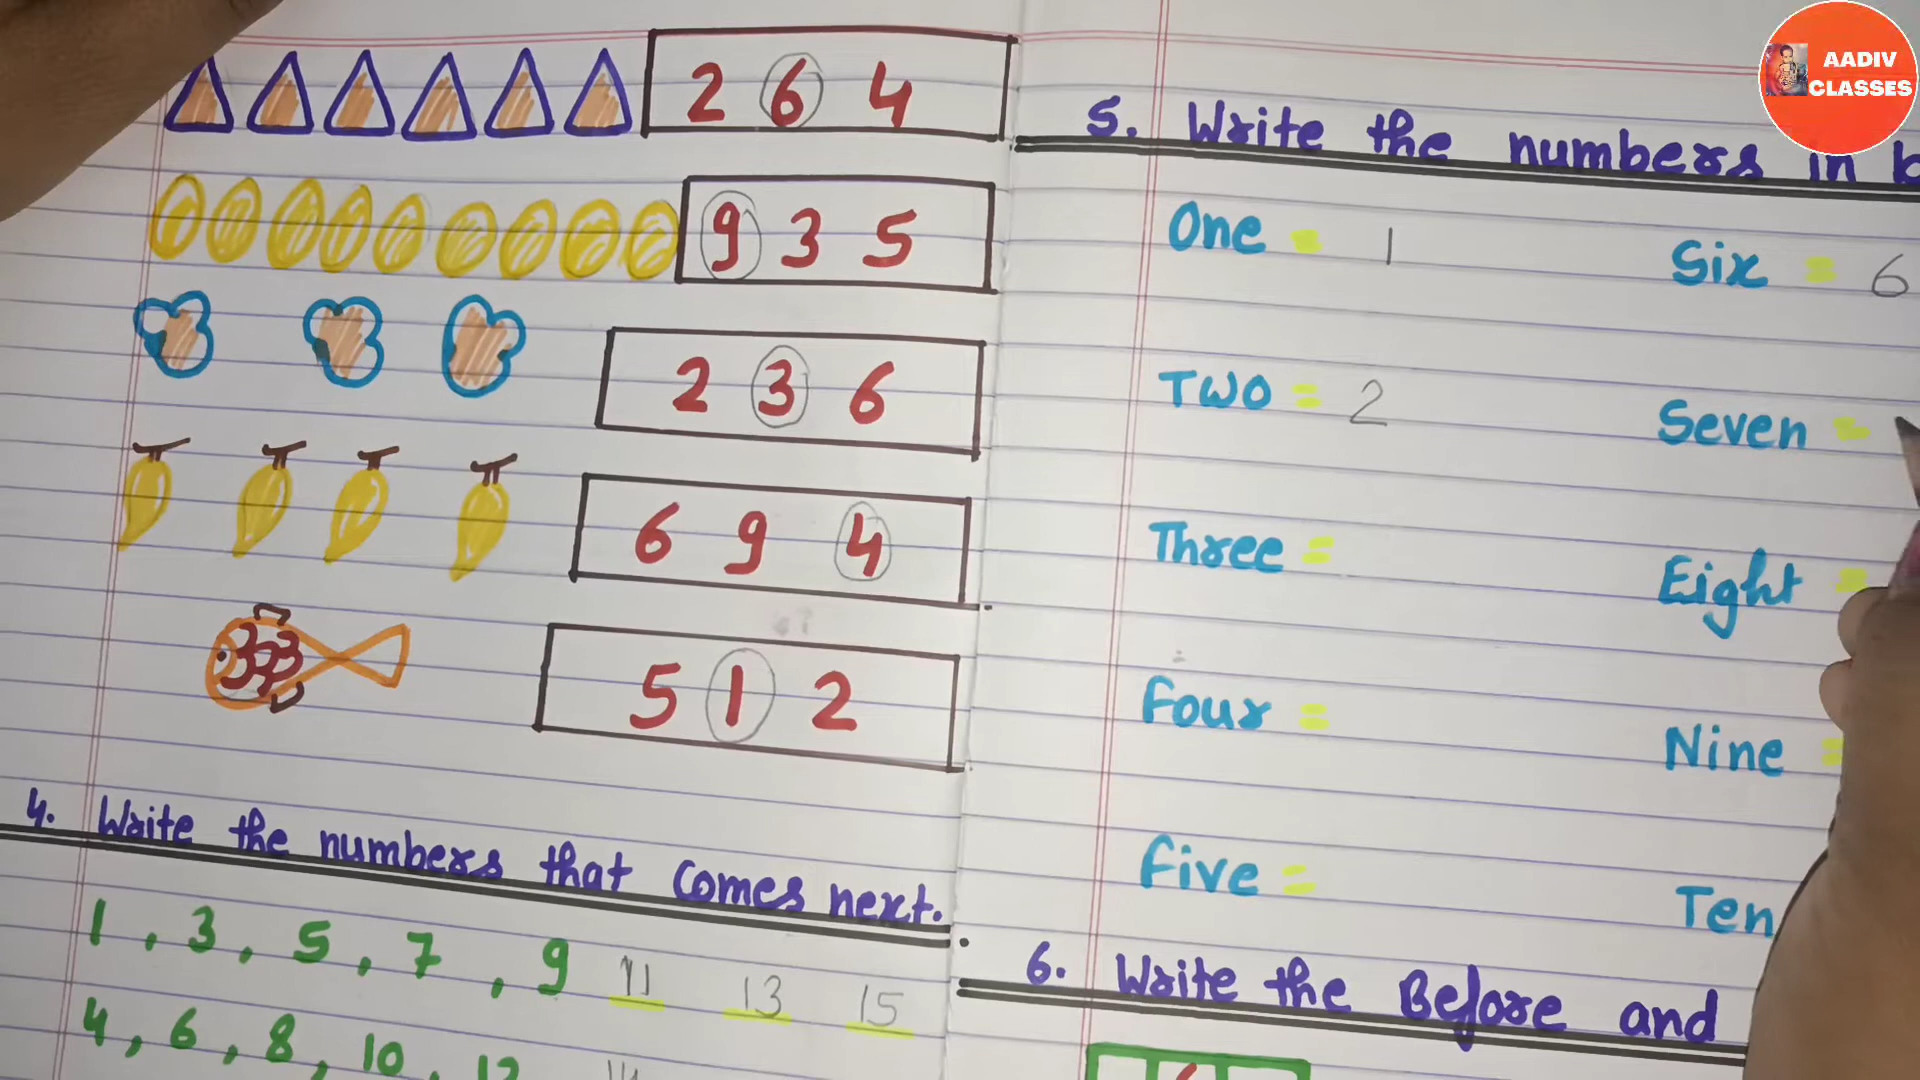 AADIV
CLASSES
2 6 4
9 3 5
2 3 6
6 9 4
5 1 2
4. Write the numbers that comes next.
1, 3, 5, 7, 9 11 13 15
4, 6, 8, 10, 12 14
5. Write the numbers in
One = 1
Six = 6
Two = 2
Seven =
Three =
Eight =
Four =
Nine =
Five =
Ten
6. Write the Before and